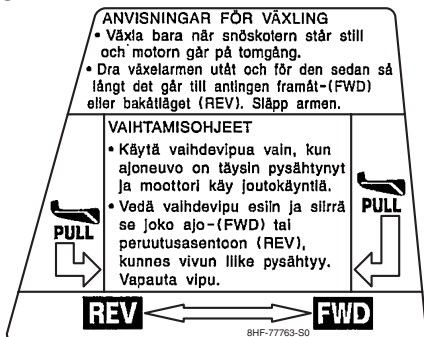 ANVISNINGAR FÖR VÄXLING
• Växla bara när snöskotern står still
och motorn går på tomgång.
• Dra växelarmen utåt och för den sedan så
långt det går till antingen framåt-(FWD)
eller bakåtläget (REV). Släpp armen.
VAIHTAMISOHJEET
• Käytä vaihdevipua vain, kun
ajoneuvo on täysin pysähtynyt
ja moottori käy joutokäyntiä.
• Vedä vaihdevipu esiin ja siirrä
se joko ajo-(FWD) tai
peruutusasentoon (REV),
kunnes vivun liike pysähtyy.
Vapauta vipu.
PULL
PULL
REV
FWD
8HF-77763-S0